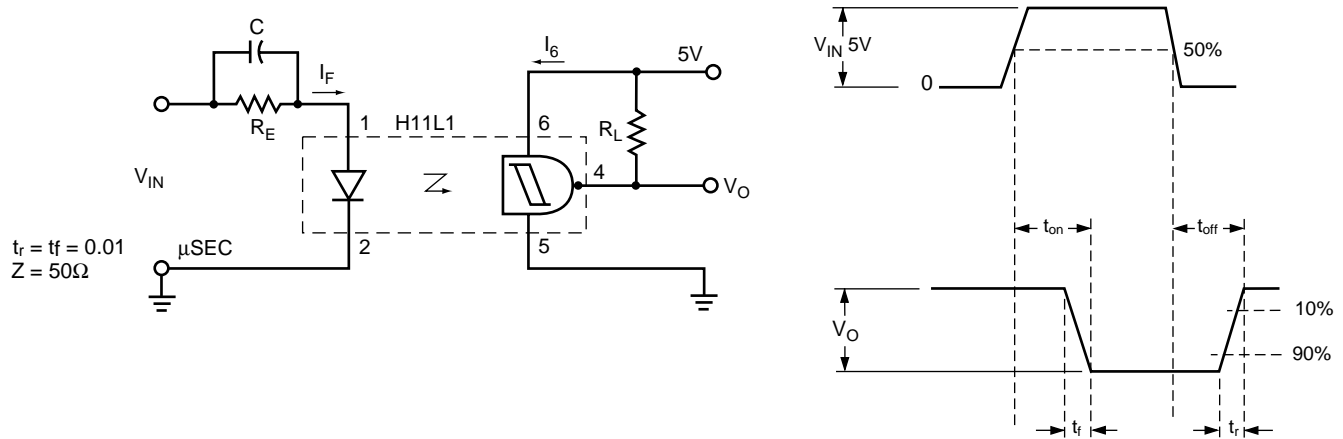 C
I_F
R_E
1
H11L1
6
I_6
5V
R_L
4
V_O
V_IN
2
5
t_r = tf = 0.01 μSEC
Z = 50Ω
V_IN 5V
50%
0
t_on
t_off
V_O
10%
90%
t_f
t_r